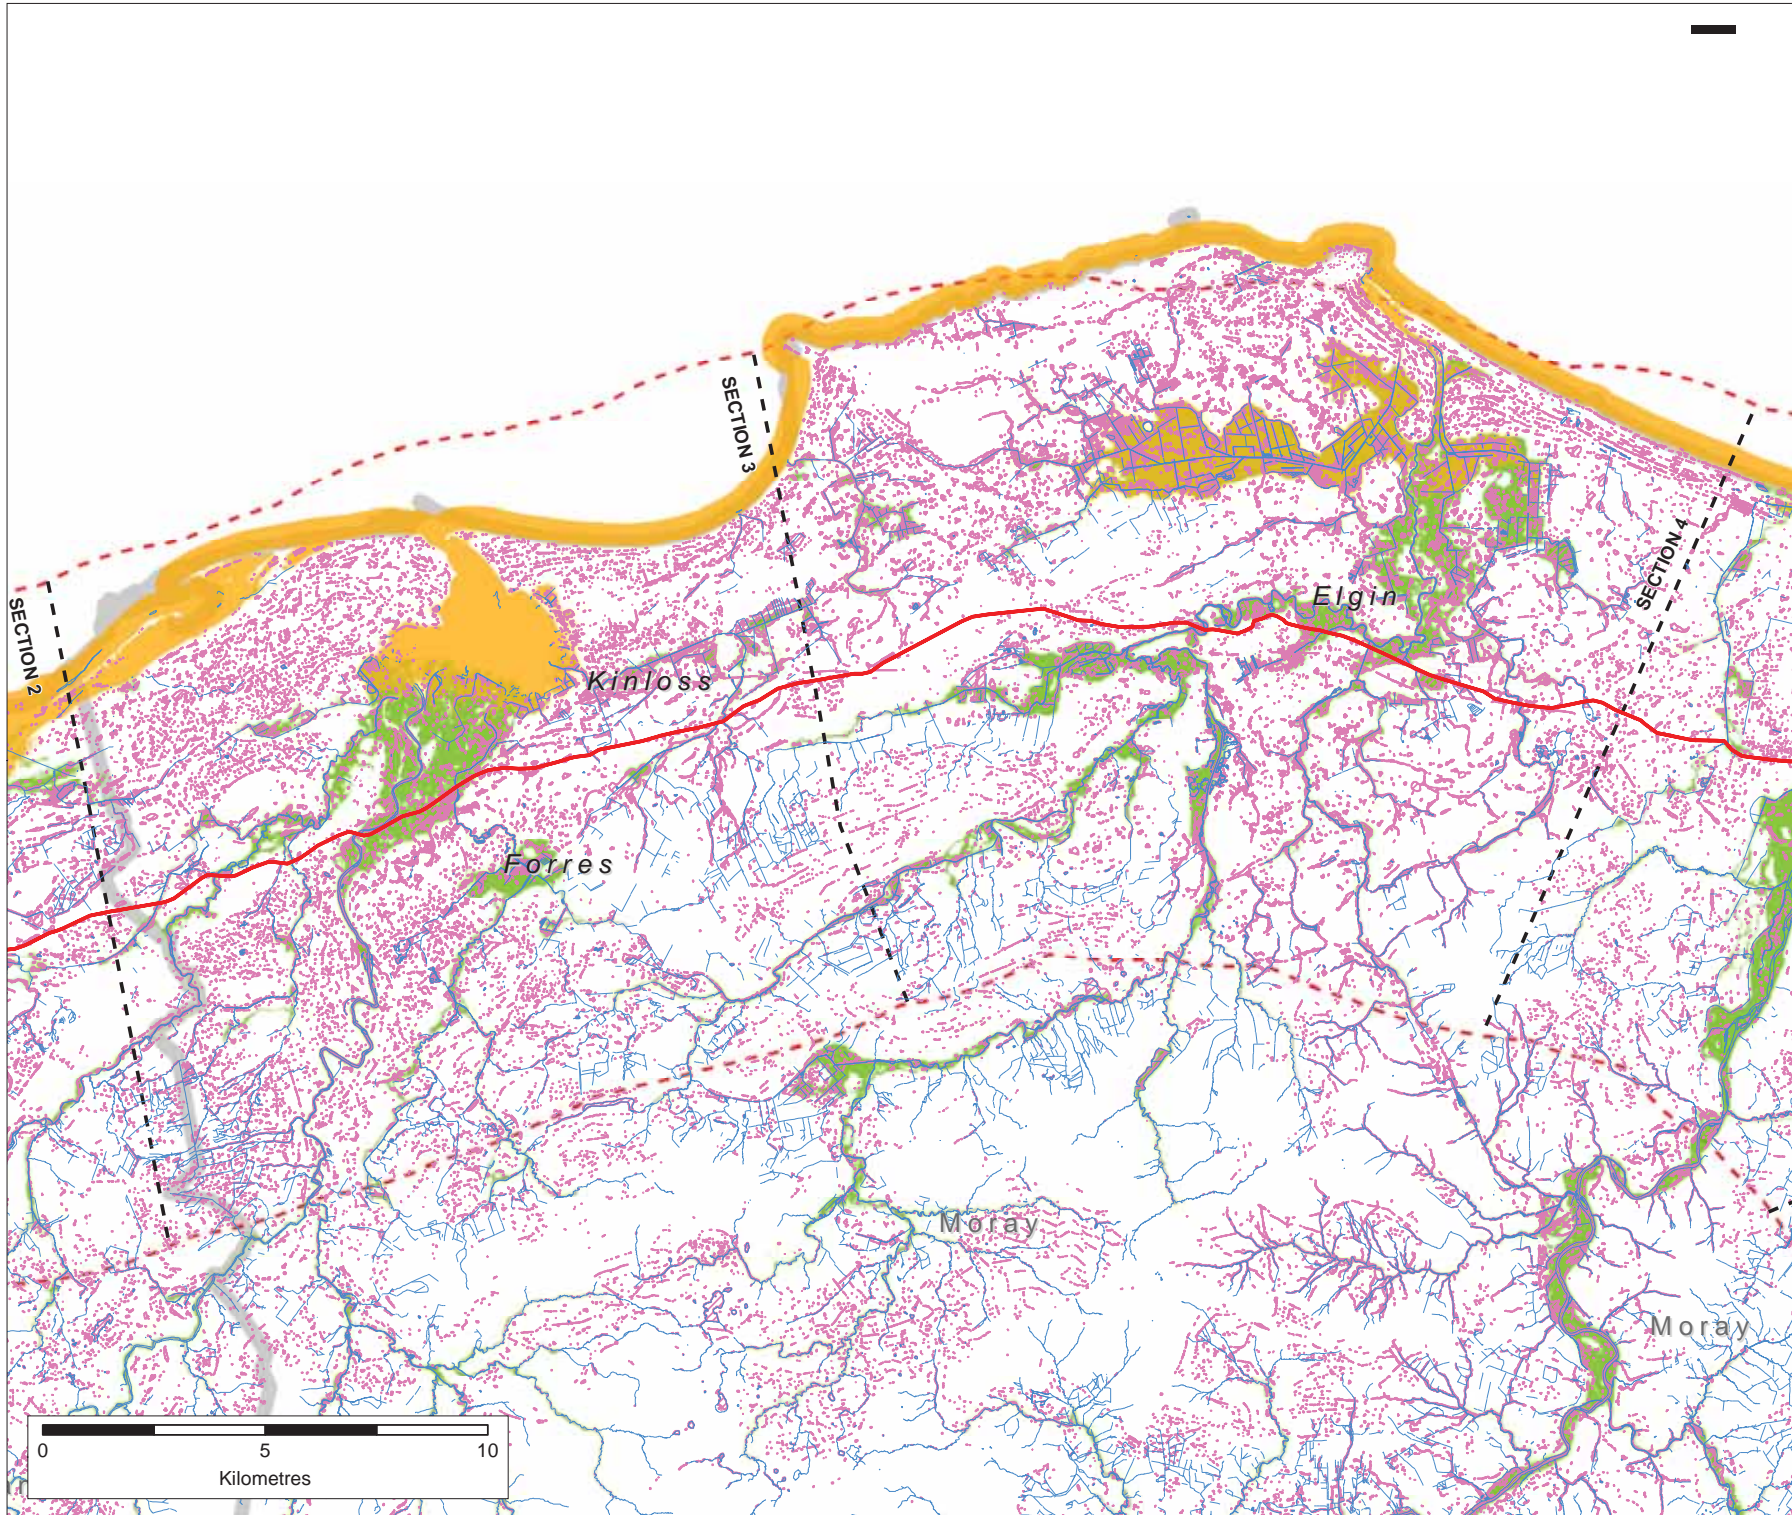 SECTION 3
SECTION 4
Elgin
SECTION 2
Kinloss
Forres
Moray
Moray
0 5 10
Kilometres